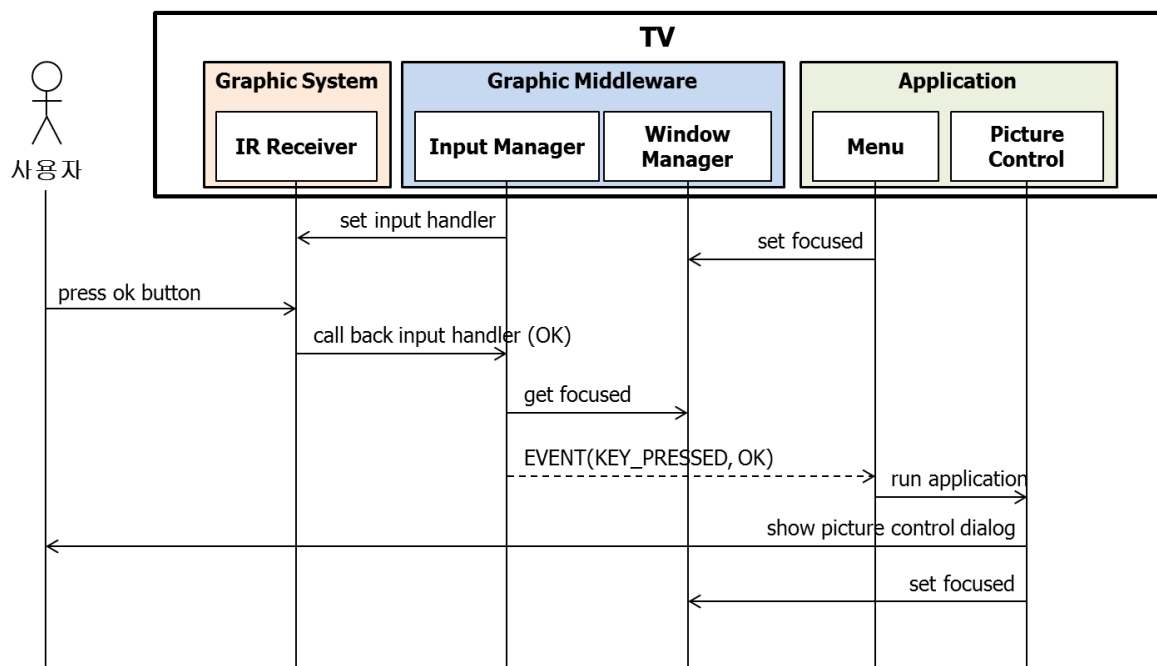 TV
Graphic System
Graphic Middleware
Application
IR Receiver
Input Manager
Window
Manager
Menu
Picture
Control
사용자
set input handler
set focused
press ok button
call back input handler (OK)
get focused
EVENT(KEY_PRESSED, OK)
run application
show picture control dialog
set focused